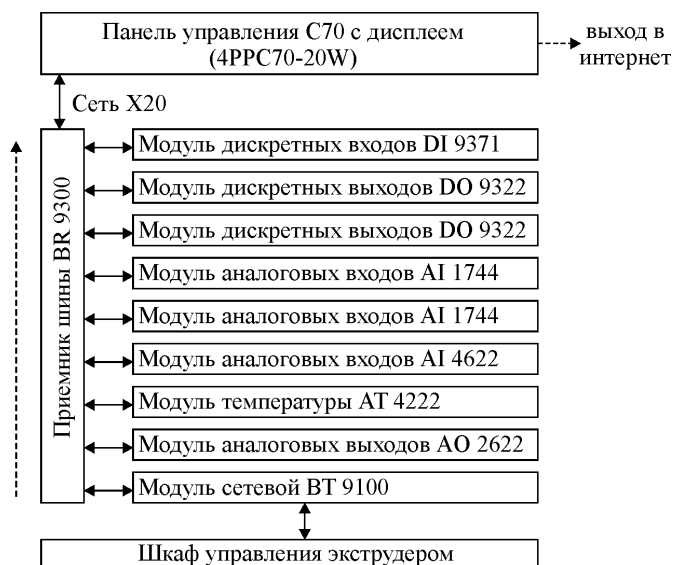 Панель управления C70 с дисплеем
(4PPC70-20W)
выход в
интернет
Сеть X20
Приемник шины BR 9300
Модуль дискретных входов DI 9371
Модуль дискретных выходов DO 9322
Модуль дискретных выходов DO 9322
Модуль аналоговых входов AI 1744
Модуль аналоговых входов AI 1744
Модуль аналоговых входов AI 4622
Модуль температуры AT 4222
Модуль аналоговых выходов AO 2622
Модуль сетевой BT 9100
Шкаф управления экструдером